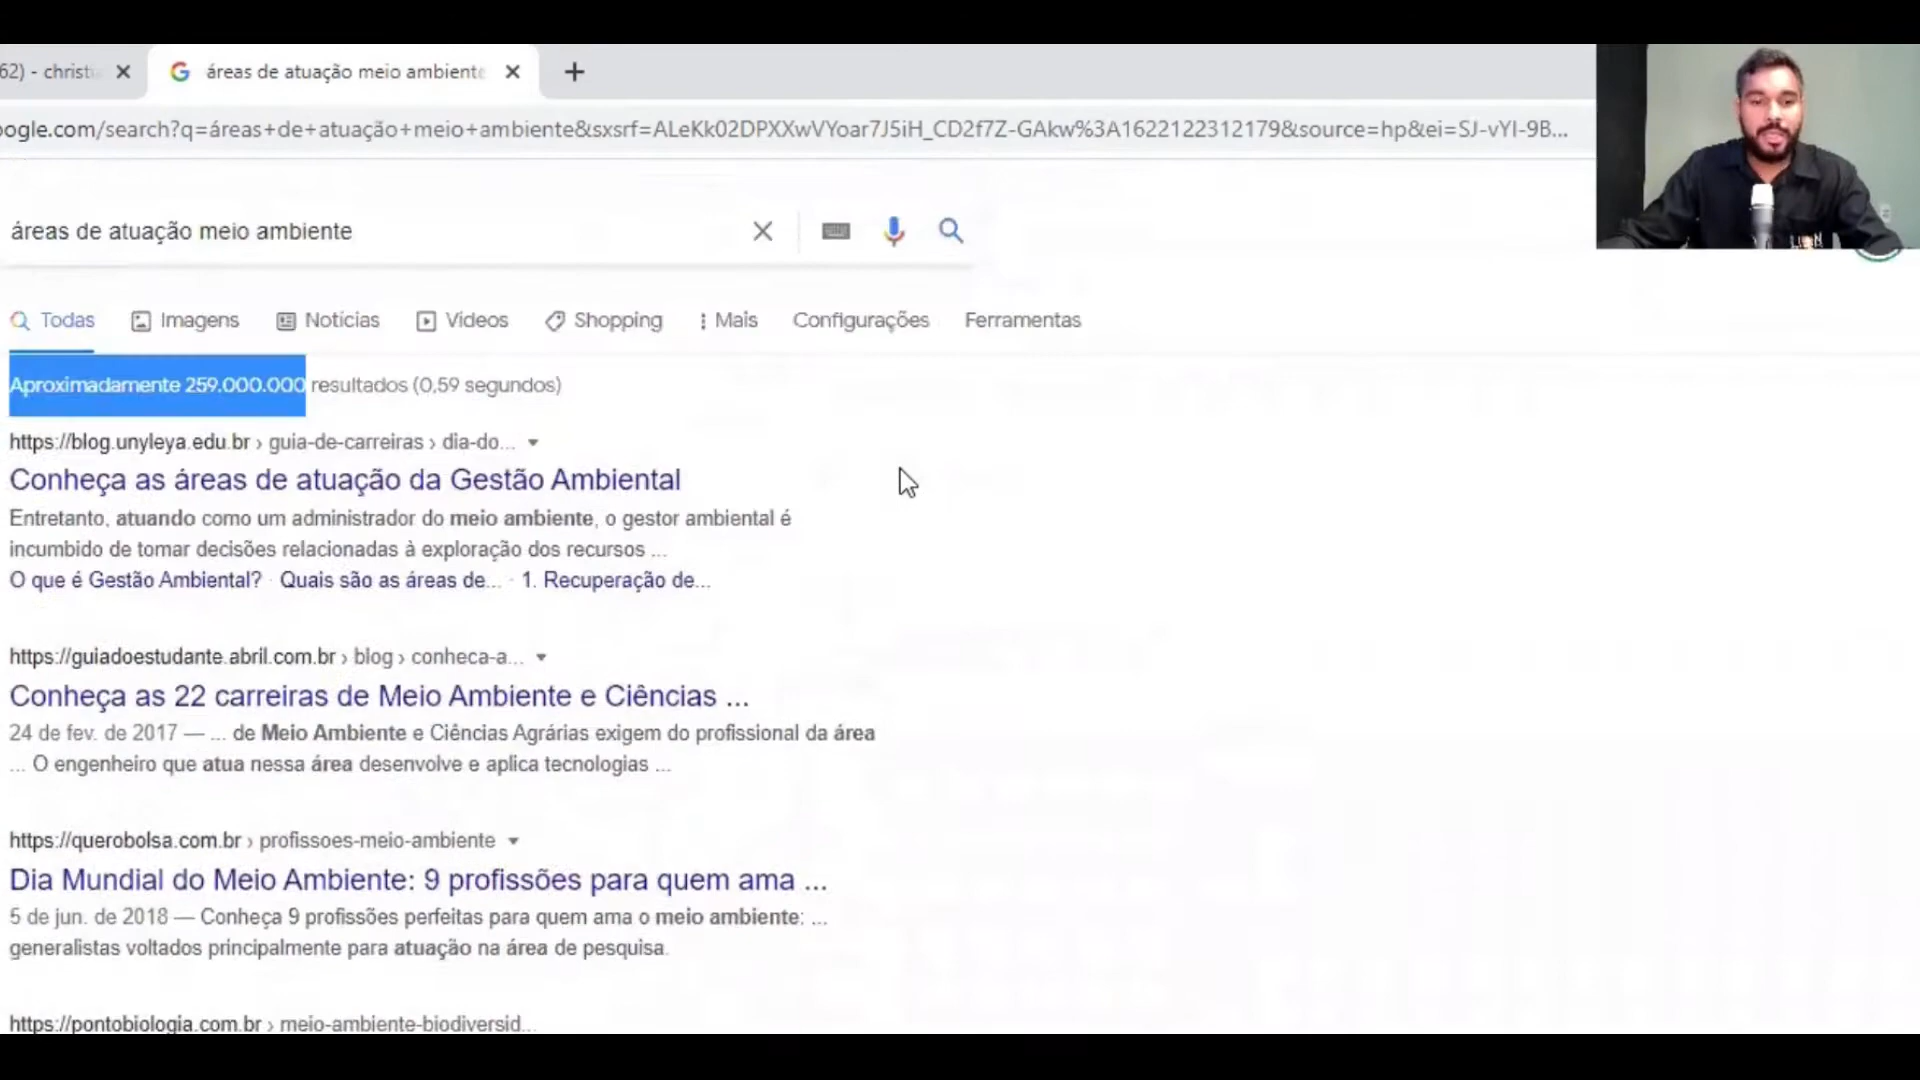 62) - christi
áreas de atuação meio ambiente
ogle.com/search?q=áreas+de+atuação+meio+ambiente&sxsrf=ALeKk02DPXXwVYoar7J5iH_CD2f7Z-GAkw%3A1622122312179&source=hp&ei=SJ-vYI-9B...
áreas de atuação meio ambiente
Todas Imagens Notícias Vídeos Shopping Mais Configurações Ferramentas
Aproximadamente 259.000.000 resultados (0,59 segundos)
https://blog.unyleya.edu.br › guia-de-carreiras › dia-do...
Conheça as áreas de atuação da Gestão Ambiental
Entretanto, atuando como um administrador do meio ambiente, o gestor ambiental é
incumbido de tomar decisões relacionadas à exploração dos recursos ...
O que é Gestão Ambiental? · Quais são as áreas de... · 1. Recuperação de...
https://guiadoestudante.abril.com.br › blog › conheca-a...
Conheça as 22 carreiras de Meio Ambiente e Ciências ...
24 de fev. de 2017 — ... de Meio Ambiente e Ciências Agrárias exigem do profissional da área
... O engenheiro que atua nessa área desenvolve e aplica tecnologias ...
https://querobolsa.com.br › profissoes-meio-ambiente
Dia Mundial do Meio Ambiente: 9 profissões para quem ama ...
5 de jun. de 2018 — Conheça 9 profissões perfeitas para quem ama o meio ambiente: ...
generalistas voltados principalmente para atuação na área de pesquisa.
https://pontobiologia.com.br › meio-ambiente-biodiversid...